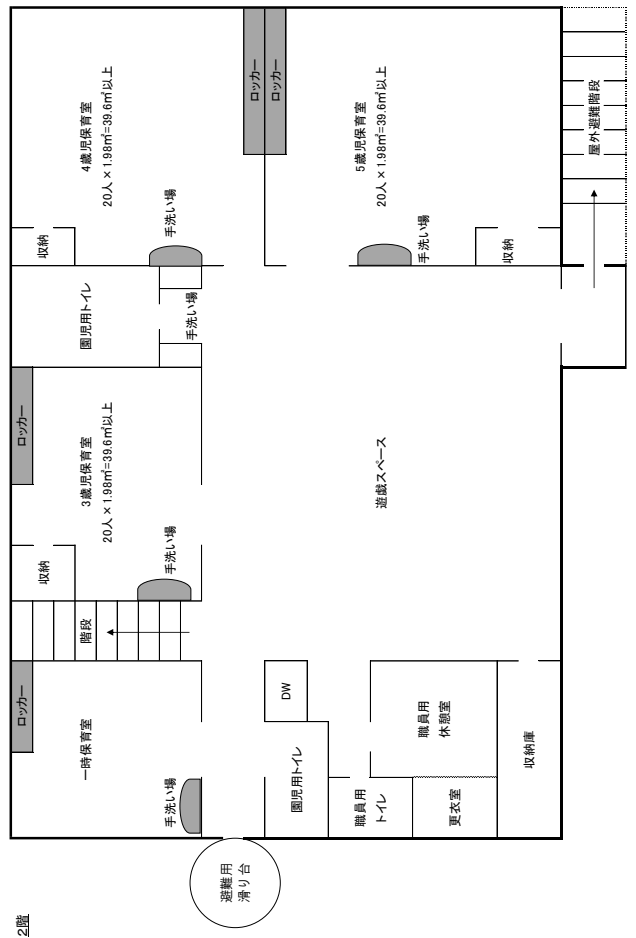 2階
ロッカー
一時保育室
手洗い場
避難用
滑り台
階段
収納
ロッカー
3歳児保育室
20人×1.98㎡=39.6㎡以上
手洗い場
園児用トイレ
手洗い場
収納
4歳児保育室
20人×1.98㎡=39.6㎡以上
手洗い場
ロッカー
ロッカー
5歳児保育室
20人×1.98㎡=39.6㎡以上
手洗い場
収納
遊戯スペース
DW
園児用トイレ
職員用
トイレ
職員用
休憩室
更衣室
収納庫
屋外避難階段